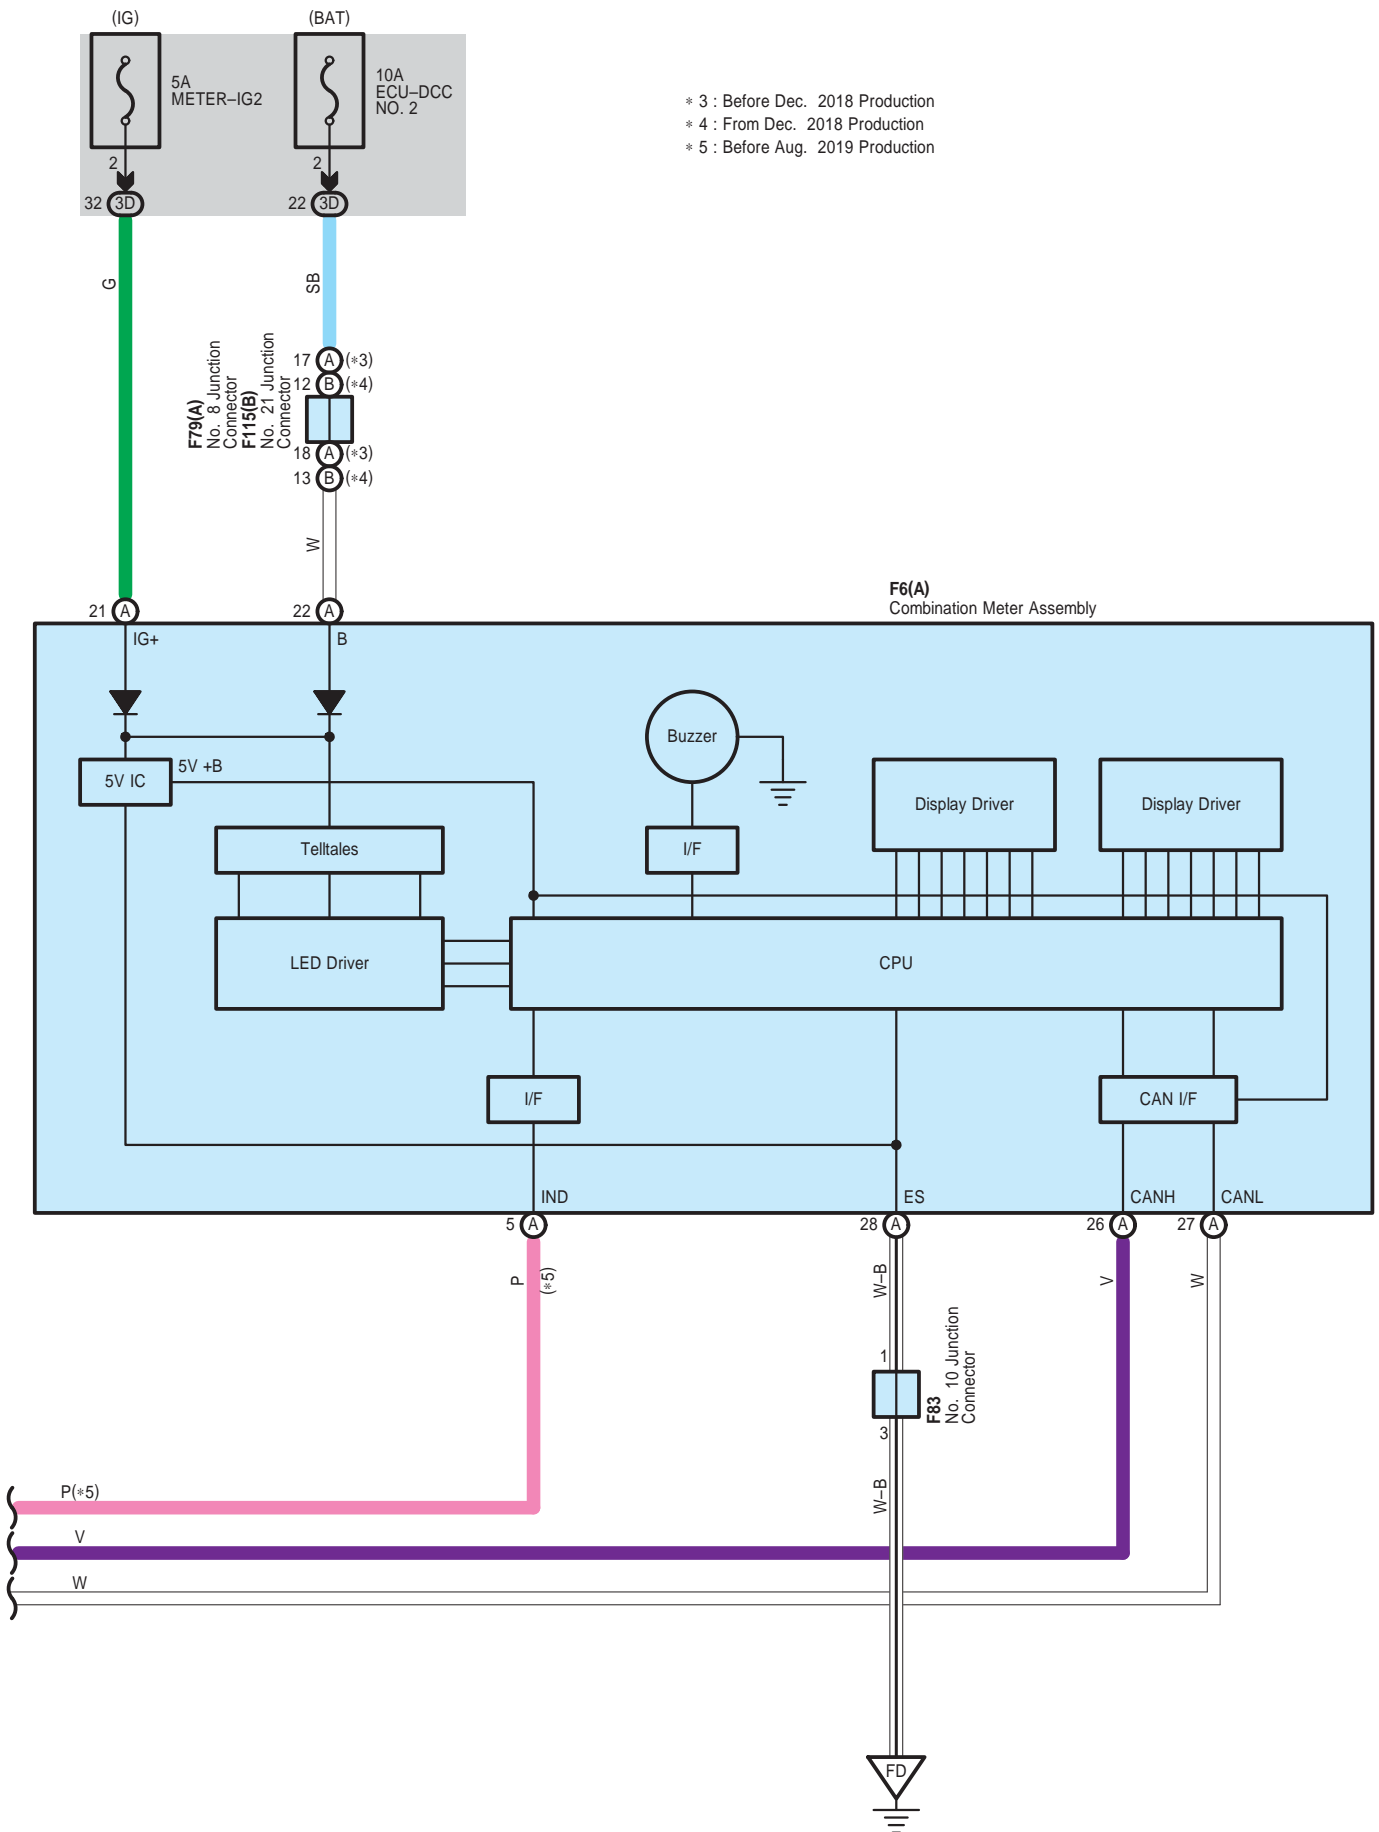 (IG)
(BAT)
5A
METER–IG2
10A
ECU–DCC
NO. 2
∗ 3 : Before Dec. 2018 Production
∗ 4 : From Dec. 2018 Production
∗ 5 : Before Aug. 2019 Production
2
2
32 3D
22 3D
G
SB
F79(A)
No. 8 Junction
Connector
F115(B)
No. 21 Junction
Connector
17 A (∗3)
12 B (∗4)
18 A (∗3)
13 B (∗4)
W
F6(A)
Combination Meter Assembly
21 A
22 A
IG+
B
Buzzer
5V IC
5V +B
Display Driver
Display Driver
Telltales
I/F
LED Driver
CPU
I/F
CAN I/F
IND
ES
CANH
CANL
5 A
28 A
26 A
27 A
P
(∗5)
W–B
V
W
1
F83
No. 10 Junction
Connector
3
W–B
P(∗5)
V
W
FD